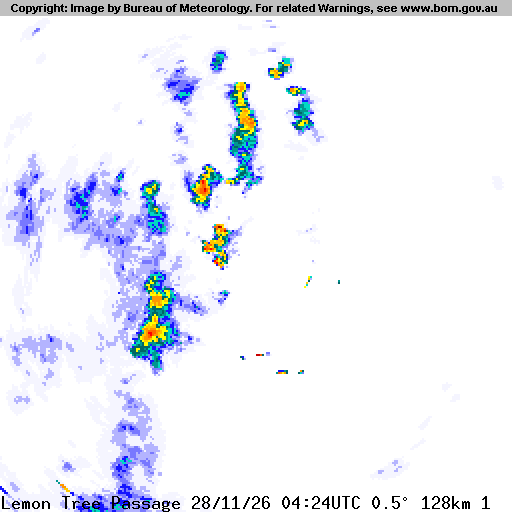 Copyright: Image by Bureau of Meteorology. For related Warnings, see www.bom.gov.au
Lemon Tree Passage 28/11/26 04:24UTC 0.5° 128km 1